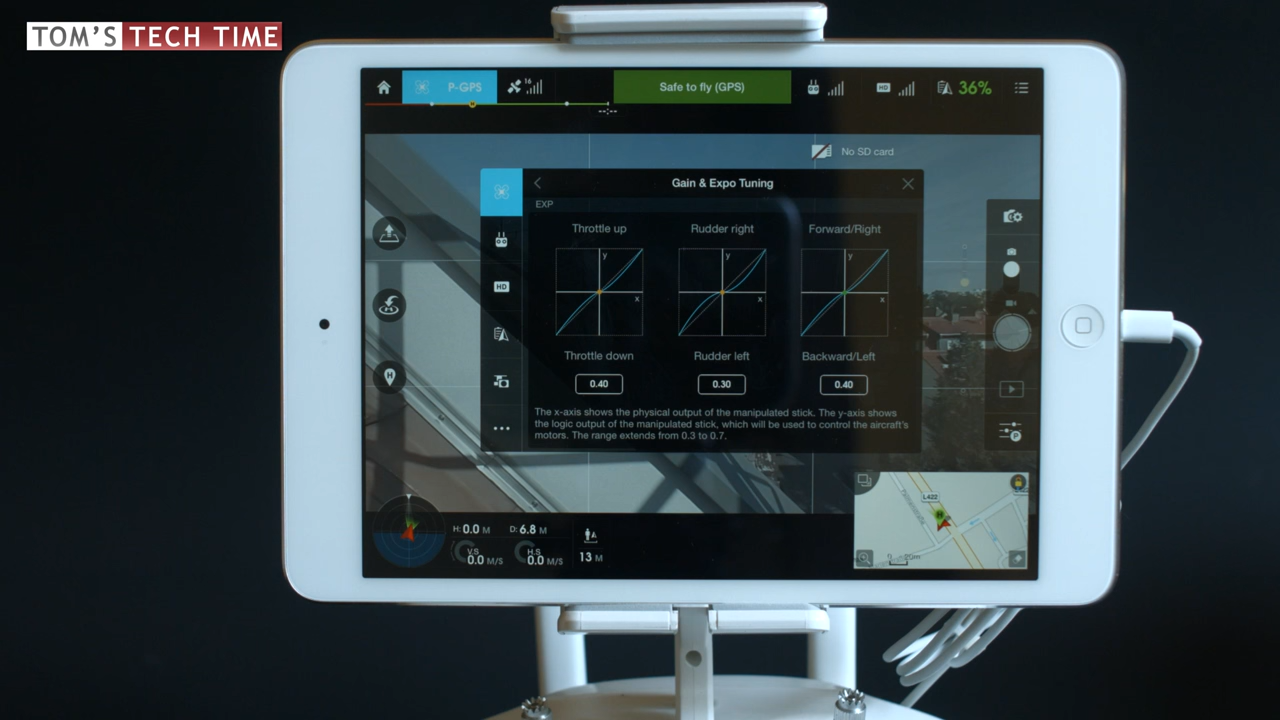 TOM'S TECH TIME
P-GPS
16
Safe to fly (GPS)
HD
36%
No SD card
Gain & Expo Tuning
EXP
Throttle up
Rudder right
Forward/Right
y
y
y
x
x
x
HD
Throttle down
Rudder left
Backward/Left
0.40
0.30
0.40
The x-axis shows the physical output of the manipulated stick. The y-axis shows
the logic output of the manipulated stick, which will be used to control the aircraft's
motors. The range extends from 0.3 to 0.7.
H
P
L422
H
H: 0.0 M
D: 6.8 M
V.S
0.0 M/S
H.S
0.0 M/S
13 M
20m